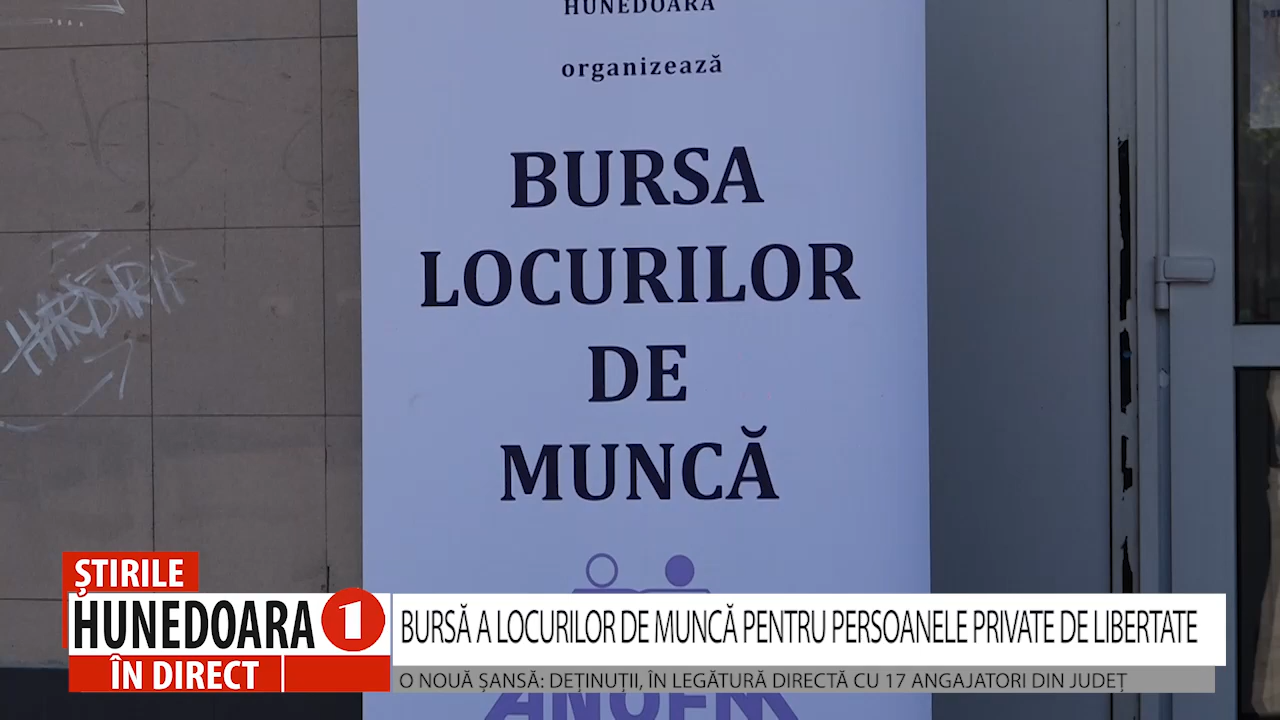 HUNEDOARA
organizează
BURSA
LOCURILOR
DE
MUNCĂ
ȘTIRILE
HUNEDOARA 1
ÎN DIRECT
BURSĂ A LOCURILOR DE MUNCĂ PENTRU PERSOANELE PRIVATE DE LIBERTATE
O NOUĂ ȘANSĂ: DEȚINUȚII, ÎN LEGĂTURĂ DIRECTĂ CU 17 ANGAJATORI DIN JUDEȚ
ANOFM